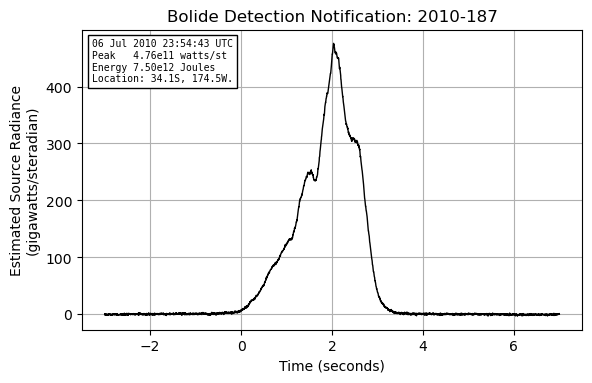 Bolide Detection Notification: 2010-187
06 Jul 2010 23:54:43 UTC
Peak   4.76e11 watts/st
Energy 7.50e12 Joules
Location: 34.1S, 174.5W.
Estimated Source Radiance
(gigawatts/steradian)
400
300
200
100
0
−2
0
2
4
6
Time (seconds)